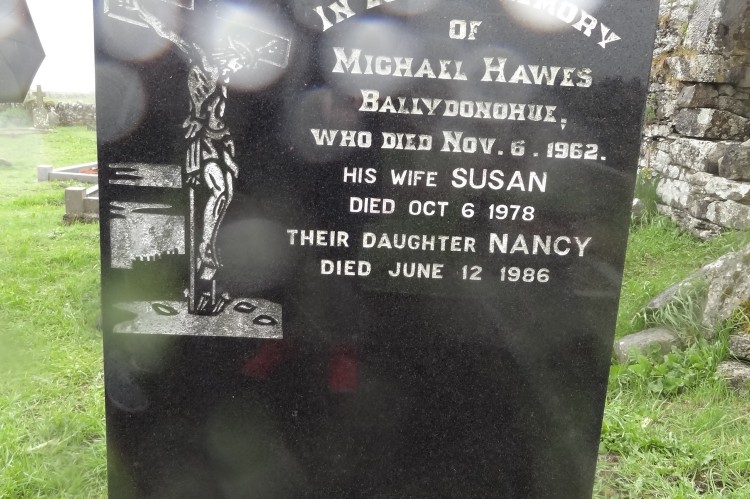 IN
MEMORY
OF
MICHAEL HAWES
BALLYDONOHUE,
WHO DIED NOV. 6. 1962.
HIS WIFE SUSAN
DIED OCT 6 1978
THEIR DAUGHTER NANCY
DIED JUNE 12 1986